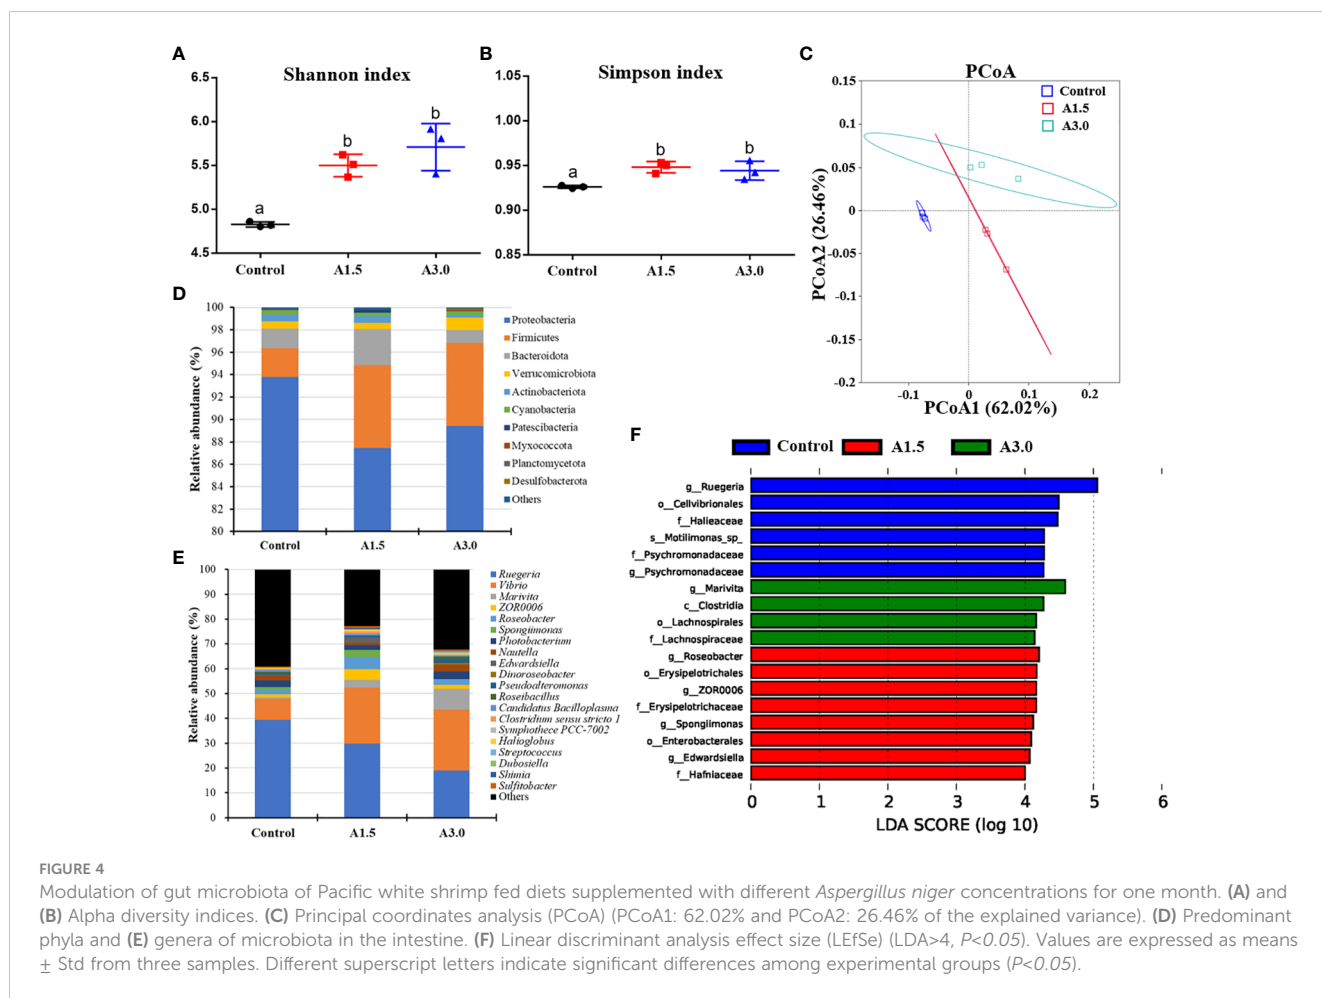 A
Shannon index
6.5
6.0
5.5
5.0
4.5
a
b
b
Control
A1.5
A3.0
B
Simpson index
1.05
1.00
0.95
0.90
0.85
a
b
b
Control
A1.5
A3.0
C
PCoA
Control
A1.5
A3.0
0.15
0.1
0.05
0
-0.05
-0.1
-0.15
-0.2
PCoA2 (26.46%)
-0.1
0
0.1
0.2
PCoA1 (62.02%)
D
Relative abundance (%)
100
98
96
94
92
90
88
86
84
82
80
Control
A1.5
A3.0
Proteobacteria
Firmicutes
Bacteroidota
Verrucomicrobiota
Actinobacteriota
Cyanobacteria
Patescibacteria
Myxococcota
Planctomycetota
Desulfobacterota
Others
E
Relative abundance (%)
100
90
80
70
60
50
40
30
20
10
0
Control
A1.5
A3.0
Ruegeria
Vibrio
Marivita
ZOR0006
Roseobacter
Spongiimonas
Photobacterium
Nautella
Edwardsiella
Dinoroseobacter
Pseudoalteromonas
Roseibacillus
Candidatus Bacilloplasma
Clostridium sensu stricto 1
Symphothece PCC-7002
Halioglobus
Streptococcus
Dubosiella
Shimia
Sulfitobacter
Others
F
Control
A1.5
A3.0
g__Ruegeria
o__Cellvibrionales
f__Halieaceae
s__Motilimonas_sp_
f__Psychromonadaceae
g__Psychromonadaceae
g__Marivita
c__Clostridia
o__Lachnospirales
f__Lachnospiraceae
g__Roseobacter
o__Erysipelotrichales
g__ZOR0006
f__Erysipelotrichaceae
g__Spongiimonas
o__Enterobacterales
g__Edwardsiella
f__Hafniaceae
0
1
2
3
4
5
6
LDA SCORE (log 10)
FIGURE 4
Modulation of gut microbiota of Pacific white shrimp fed diets supplemented with different Aspergillus niger concentrations for one month. (A) and
(B) Alpha diversity indices. (C) Principal coordinates analysis (PCoA) (PCoA1: 62.02% and PCoA2: 26.46% of the explained variance). (D) Predominant
phyla and (E) genera of microbiota in the intestine. (F) Linear discriminant analysis effect size (LEfSe) (LDA>4, P<0.05). Values are expressed as means
± Std from three samples. Different superscript letters indicate significant differences among experimental groups (P<0.05).